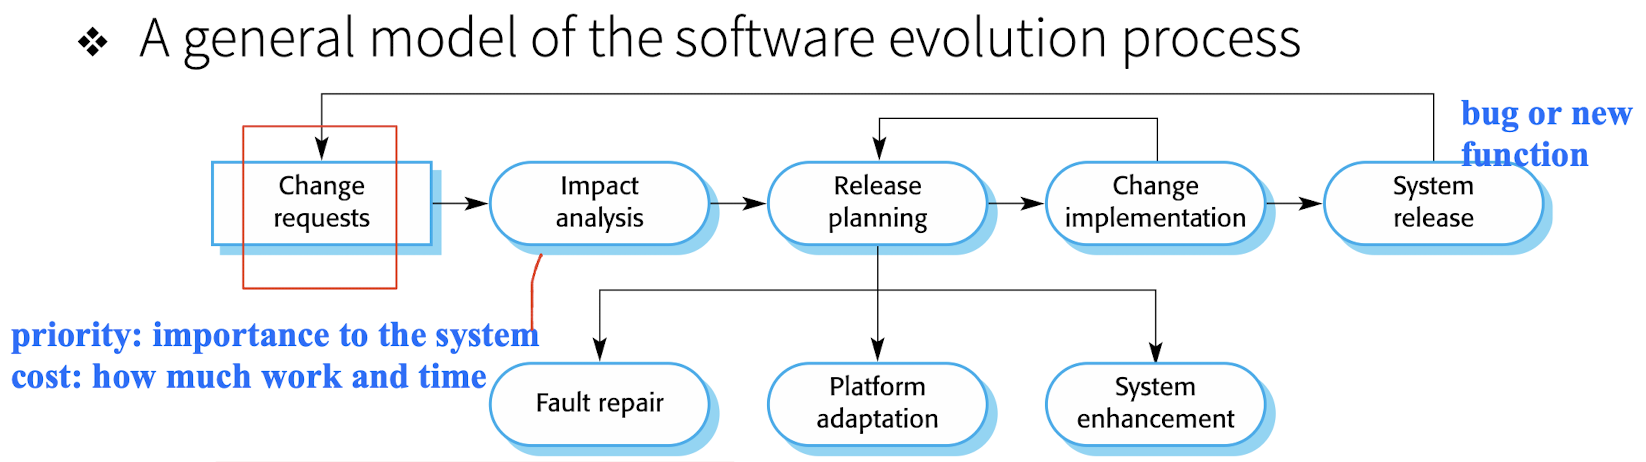 ❖ A general model of the software evolution process
bug or new
function
Change
requests
Impact
analysis
Release
planning
Change
implementation
System
release
priority: importance to the system
cost: how much work and time
Fault repair
Platform
adaptation
System
enhancement